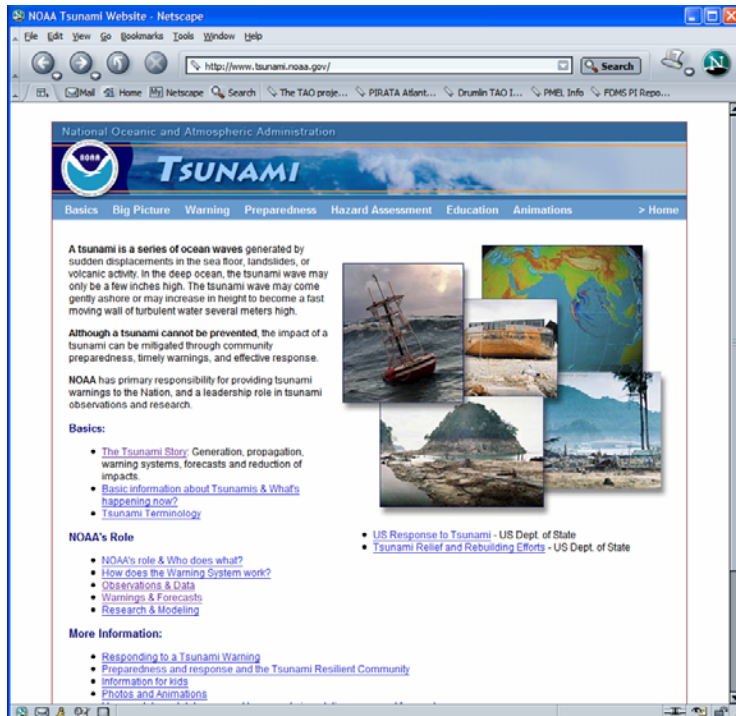 NOAA Tsunami Website - Netscape
File Edit View Go Bookmarks Tools Window Help
http://www.tsunami.noaa.gov/
Search
Mail Home Netscape Search The TAO proje... PIRATA Atlant... Drumlin TAO I... PMEL Info FDMS PI Repo...
National Oceanic and Atmospheric Administration
NOAA
TSUNAMI
Basics Big Picture Warning Preparedness Hazard Assessment Education Animations > Home
A tsunami is a series of ocean waves generated by
sudden displacements in the sea floor, landslides, or
volcanic activity. In the deep ocean, the tsunami wave may
only be a few inches high. The tsunami wave may come
gently ashore or may increase in height to become a fast
moving wall of turbulent water several meters high.
Although a tsunami cannot be prevented, the impact of a
tsunami can be mitigated through community
preparedness, timely warnings, and effective response.
NOAA has primary responsibility for providing tsunami
warnings to the Nation, and a leadership role in tsunami
observations and research.
Basics:
The Tsunami Story: Generation, propagation,
warning systems, forecasts and reduction of
impacts.
Basic information about Tsunamis & What's
happening now?
Tsunami Terminology
US Response to Tsunami - US Dept. of State
Tsunami Relief and Rebuilding Efforts - US Dept. of State
NOAA's Role
NOAA's role & Who does what?
How does the Warning System work?
Observations & Data
Warnings & Forecasts
Research & Modeling
More Information:
Responding to a Tsunami Warning
Preparedness and response and the Tsunami Resilient Community
Information for kids
Photos and Animations